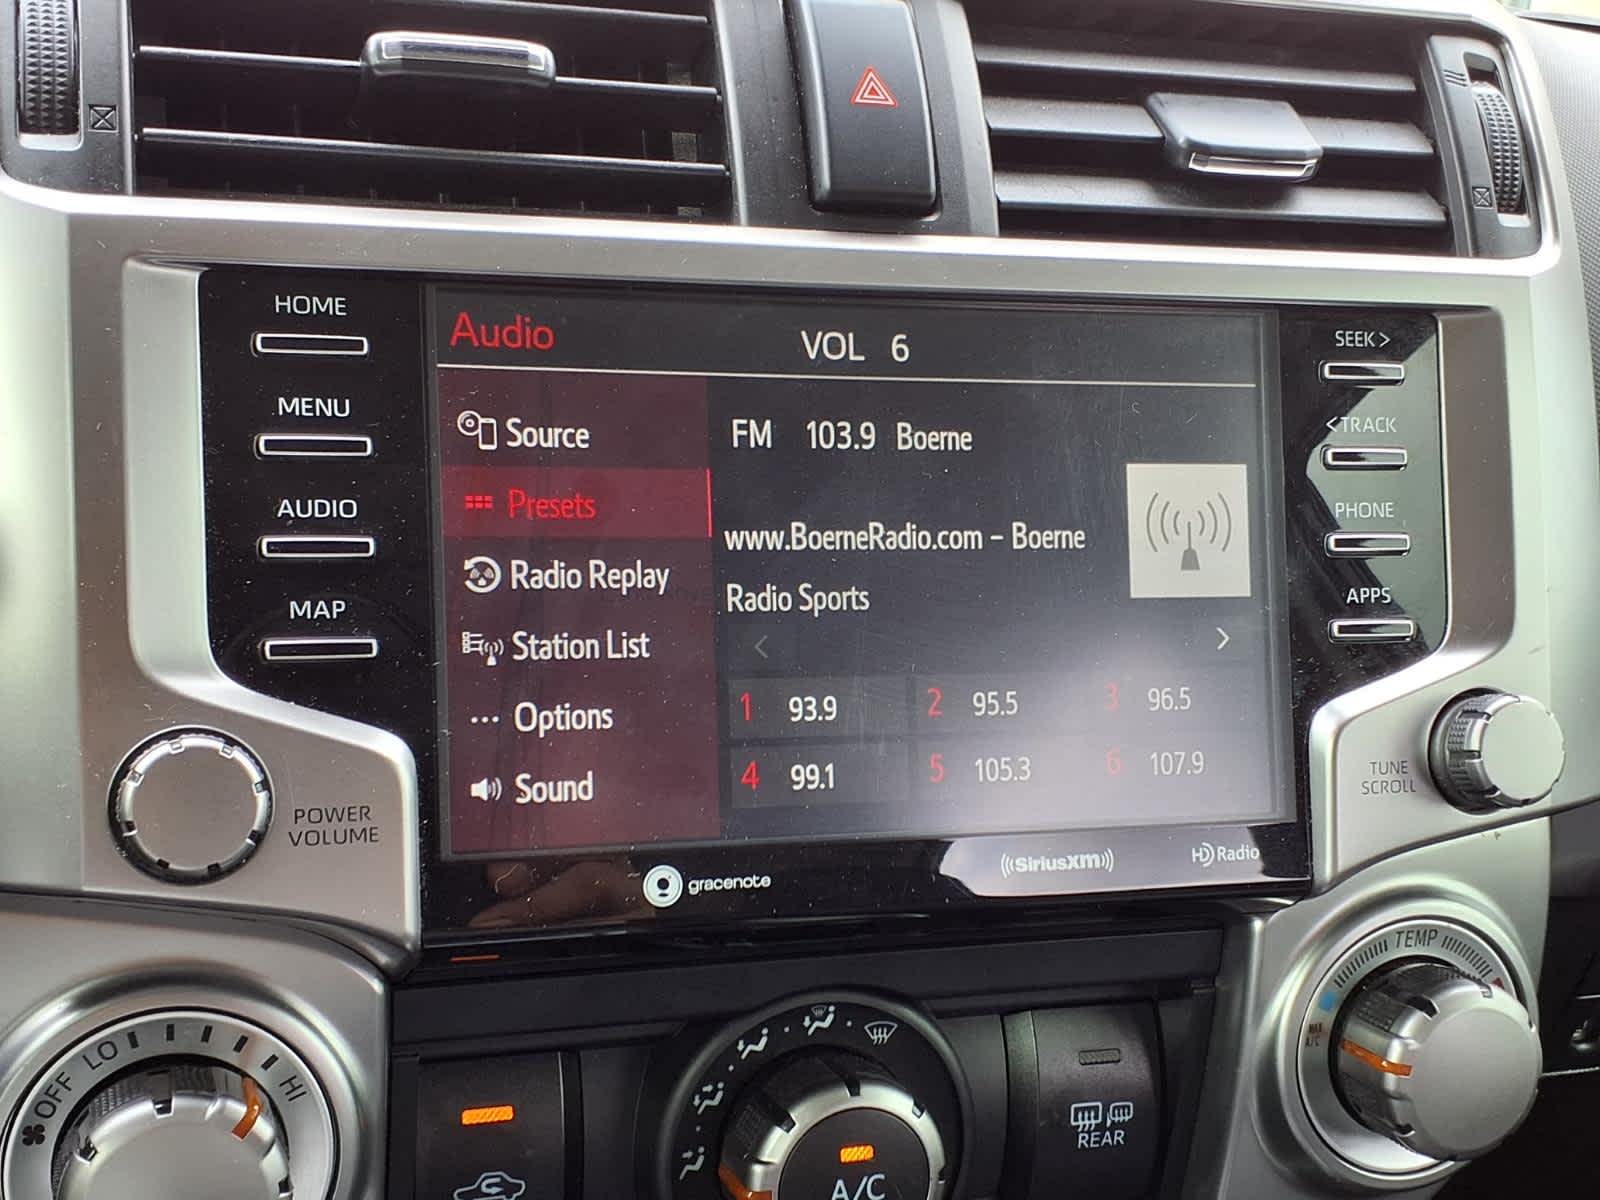 HOME
MENU
AUDIO
MAP
POWER
VOLUME
Audio VOL 6
Source
Presets
Radio Replay
Station List
Options
Sound
FM 103.9 Boerne
www.BoerneRadio.com - Boerne
Radio Sports
< >
1 93.9 2 95.5 3 96.5
4 99.1 5 105.3 6 107.9
gracenote
((SiriusXM))
HD Radio
SEEK >
< TRACK
PHONE
APPS
TUNE
SCROLL
OFF LO HI
A/C
REAR
TEMP
MAX
A/C